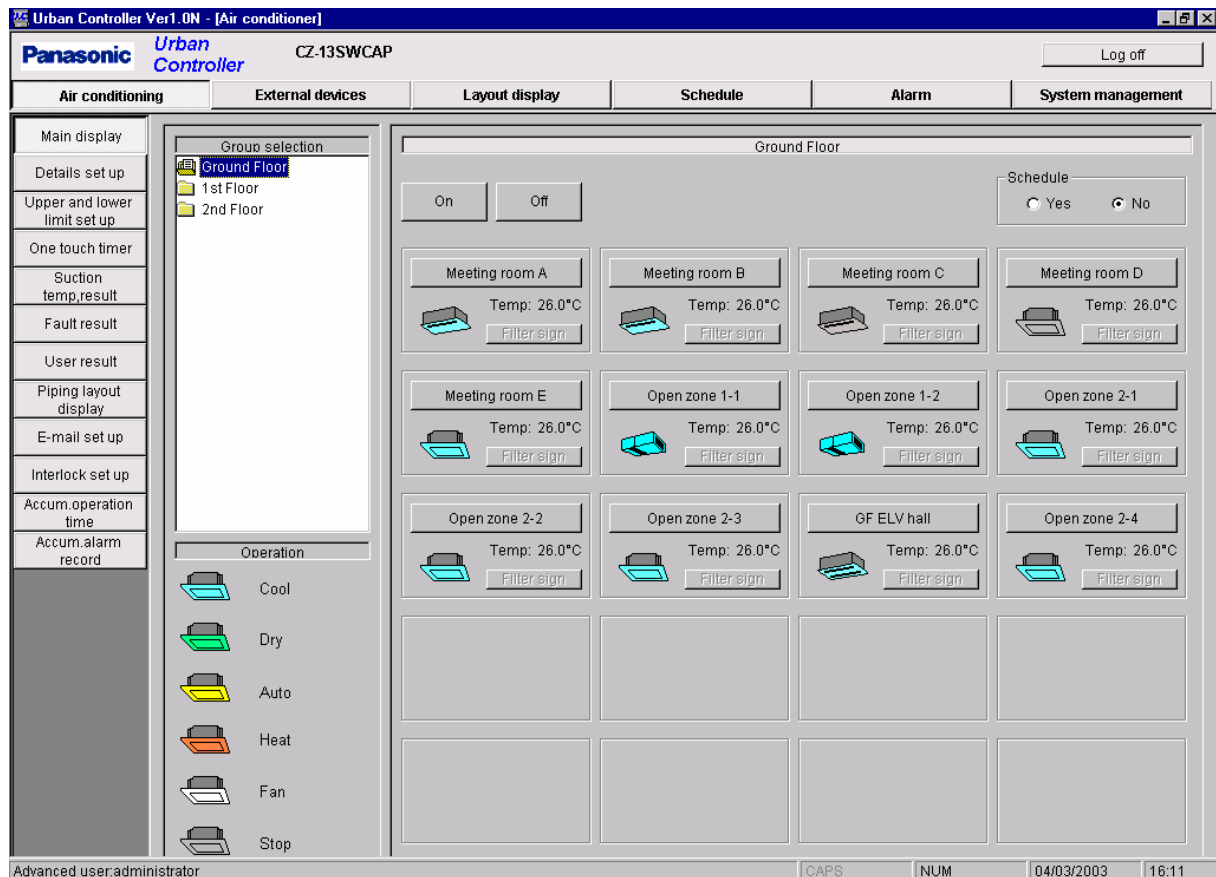 Urban Controller Ver1.0N - [Air conditioner]
Panasonic
Urban
Controller
CZ-13SWCAP
Log off
Air conditioning
External devices
Layout display
Schedule
Alarm
System management
Main display
Details set up
Upper and lower
limit set up
One touch timer
Suction
temp,result
Fault result
User result
Piping layout
display
E-mail set up
Interlock set up
Accum.operation
time
Accum.alarm
record
Group selection
Ground Floor
1st Floor
2nd Floor
Operation
Cool
Dry
Auto
Heat
Fan
Stop
Ground Floor
On
Off
Schedule
Yes
No
Meeting room A
Temp: 26.0°C
Filter sign
Meeting room B
Temp: 26.0°C
Filter sign
Meeting room C
Temp: 26.0°C
Filter sign
Meeting room D
Temp: 26.0°C
Filter sign
Meeting room E
Temp: 26.0°C
Filter sign
Open zone 1-1
Temp: 26.0°C
Filter sign
Open zone 1-2
Temp: 26.0°C
Filter sign
Open zone 2-1
Temp: 26.0°C
Filter sign
Open zone 2-2
Temp: 26.0°C
Filter sign
Open zone 2-3
Temp: 26.0°C
Filter sign
GF ELV hall
Temp: 26.0°C
Filter sign
Open zone 2-4
Temp: 26.0°C
Filter sign
Advanced user:administrator
CAPS
NUM
04/03/2003
16:11